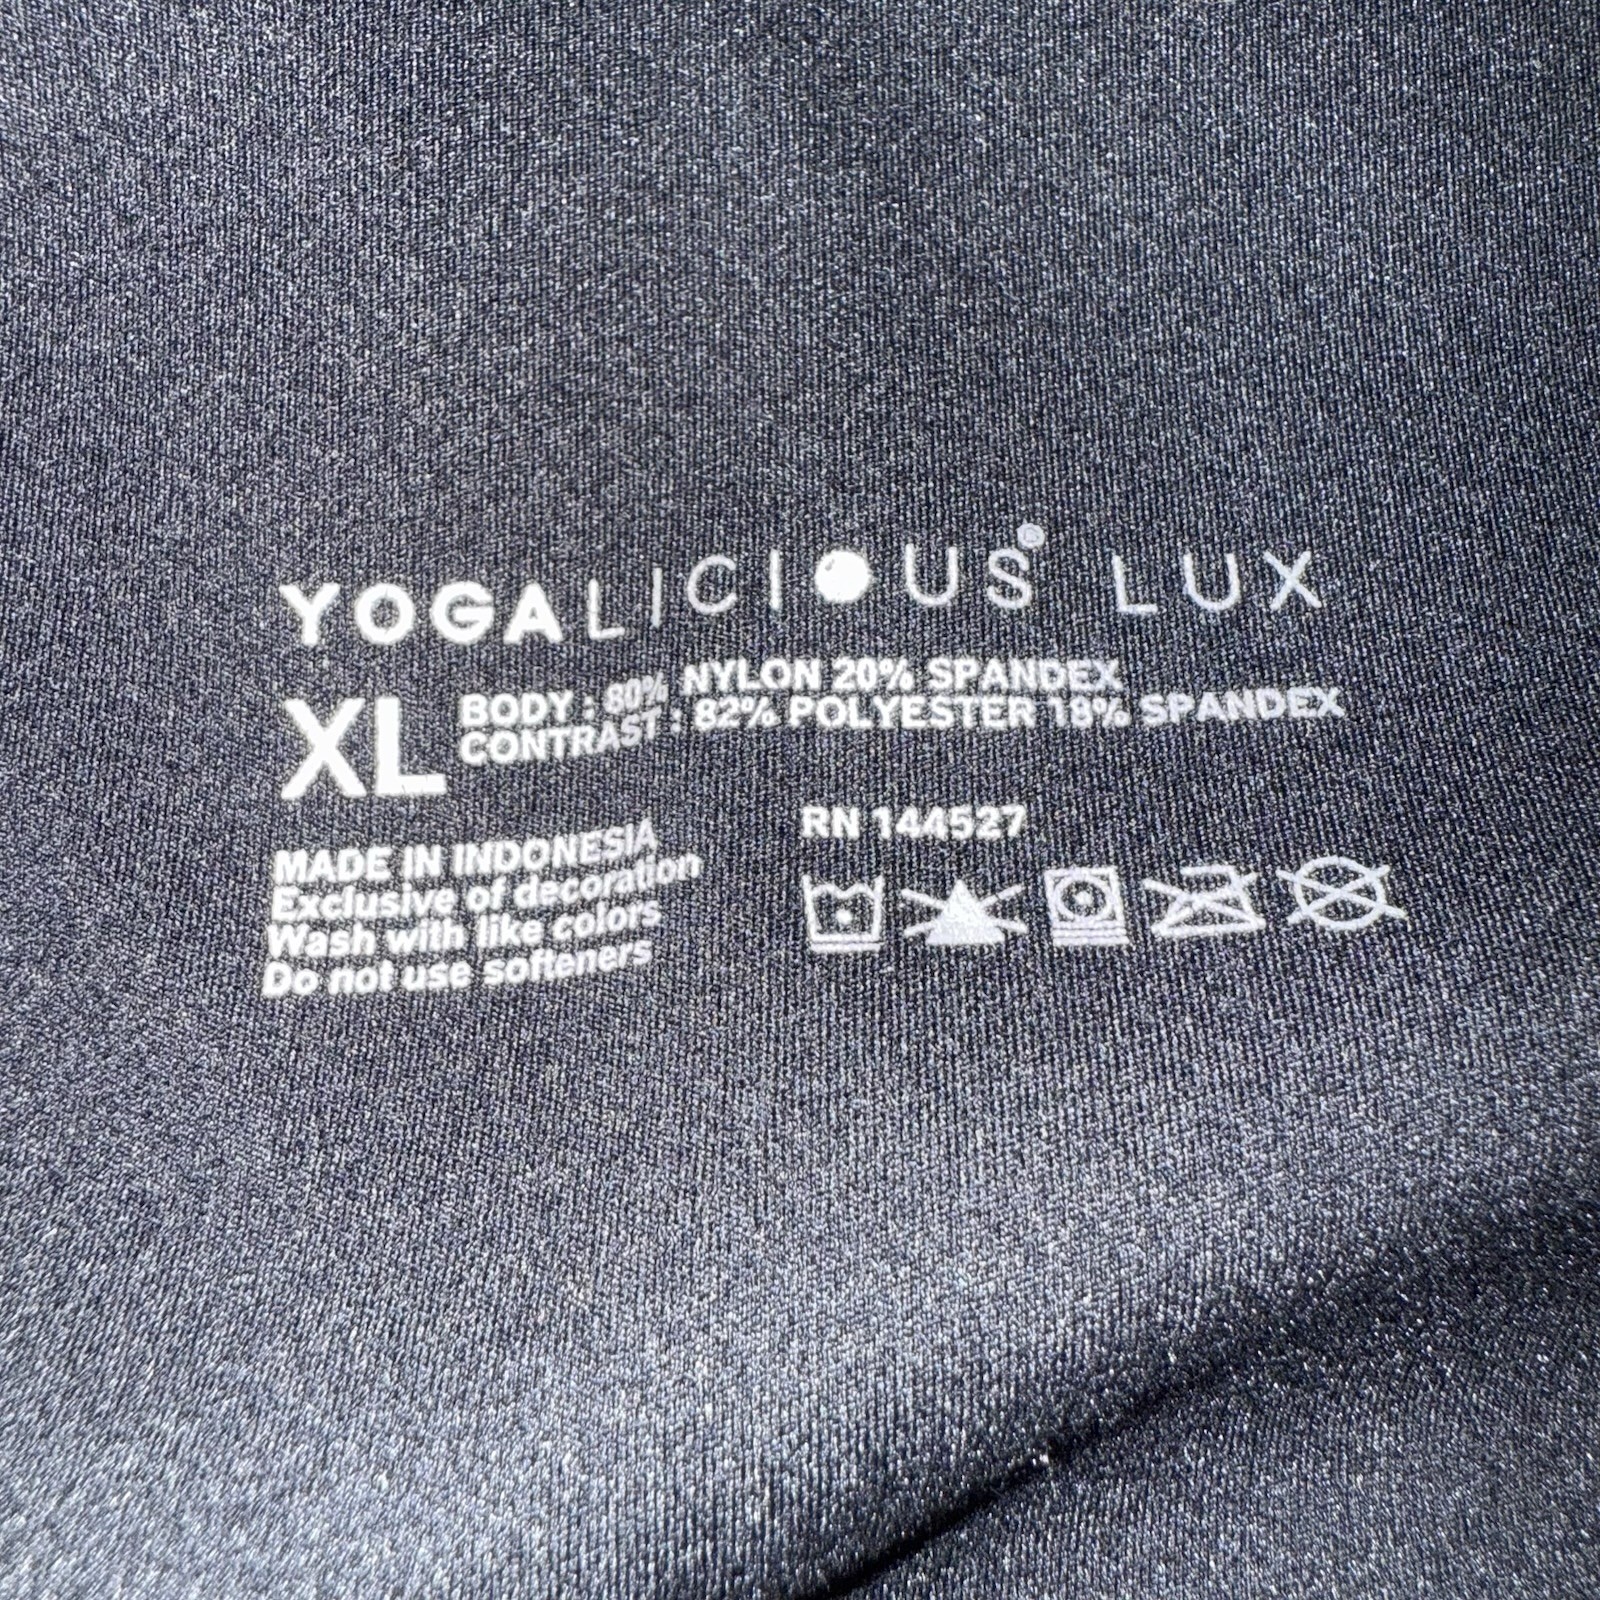 YOGALICIOUS® LUX
XL
BODY : 80% NYLON 20% SPANDEX
CONTRAST : 82% POLYESTER 18% SPANDEX
MADE IN INDONESIA
Exclusive of decoration
Wash with like colors
Do not use softeners
RN 144527